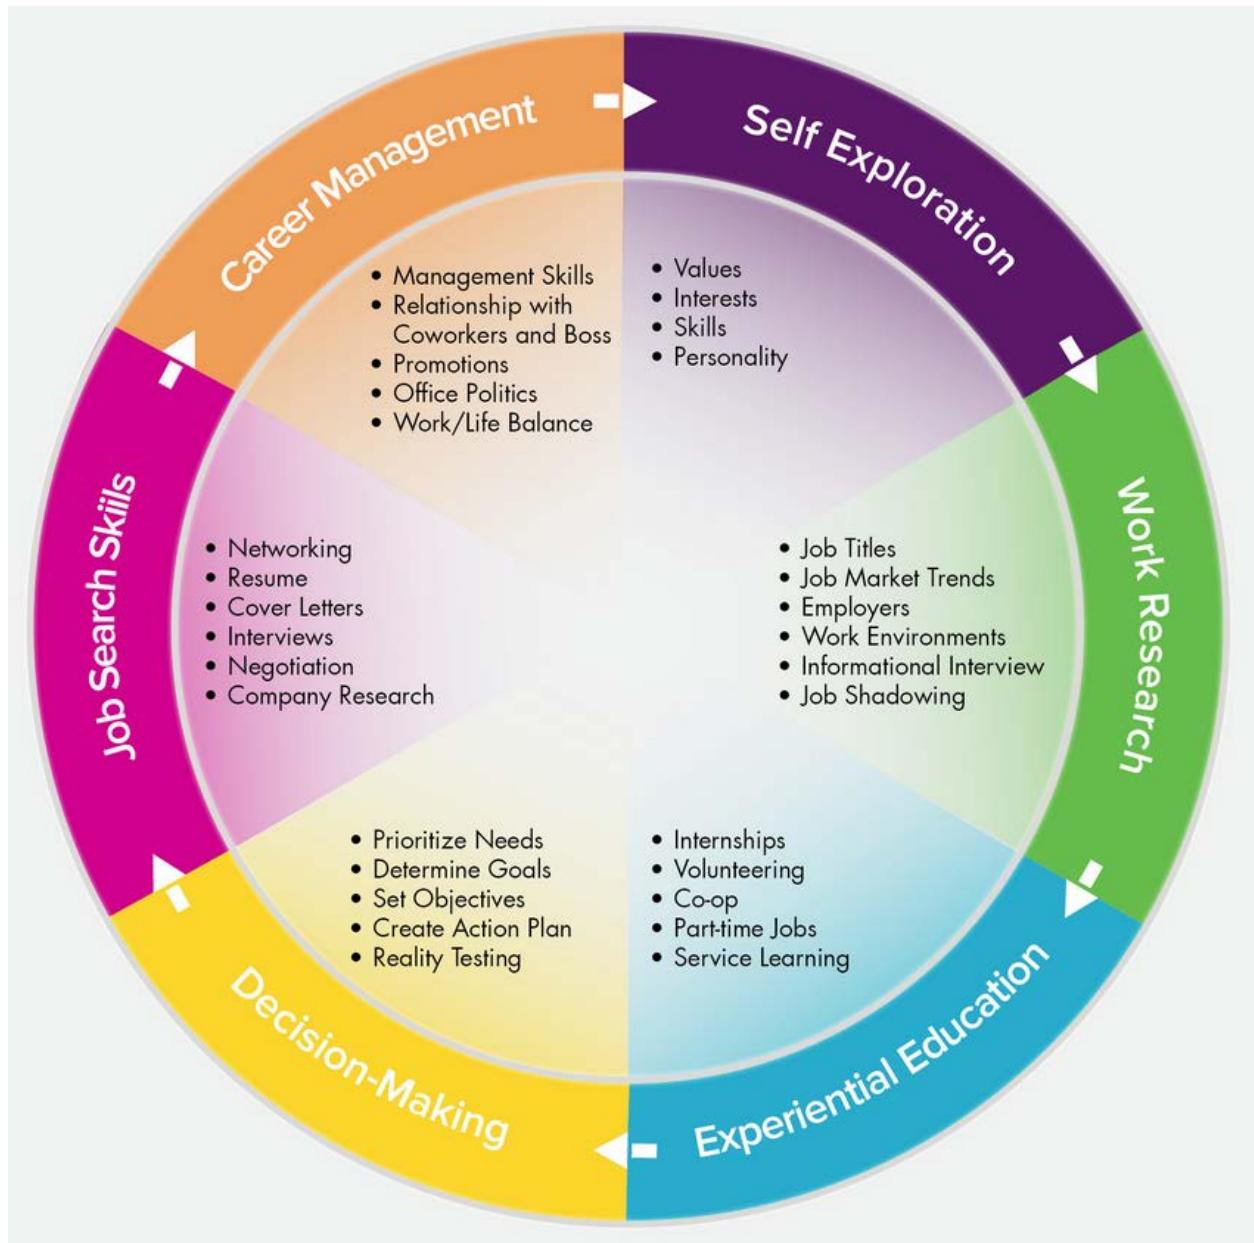 Self Exploration
• Values
• Interests
• Skills
• Personality
Work Research
• Job Titles
• Job Market Trends
• Employers
• Work Environments
• Informational Interview
• Job Shadowing
Experiential Education
• Internships
• Volunteering
• Co-op
• Part-time Jobs
• Service Learning
Decision-Making
• Prioritize Needs
• Determine Goals
• Set Objectives
• Create Action Plan
• Reality Testing
Job Search Skiils
• Networking
• Resume
• Cover Letters
• Interviews
• Negotiation
• Company Research
Career Management
• Management Skills
• Relationship with
Coworkers and Boss
• Promotions
• Office Politics
• Work/Life Balance